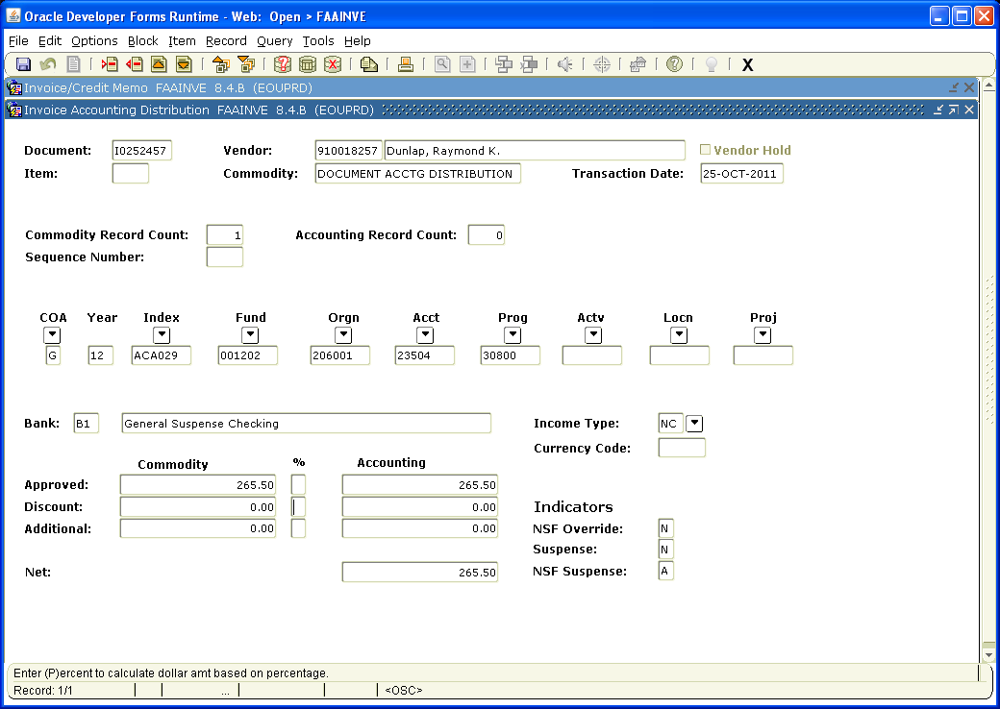 Oracle Developer Forms Runtime - Web: Open > FAAINVE
File Edit Options Block Item Record Query Tools Help
X
Invoice/Credit Memo FAAINVE 8.4.B (EOUPRD)
Invoice Accounting Distribution FAAINVE 8.4.B (EOUPRD)
Document: I0252457 Vendor: 910018257 Dunlap, Raymond K. Vendor Hold
Item: Commodity: DOCUMENT ACCTG DISTRIBUTION Transaction Date: 25-OCT-2011
Commodity Record Count: 1 Accounting Record Count: 0
Sequence Number:
COA Year Index Fund Orgn Acct Prog Actv Locn Proj
G 12 ACA029 001202 206001 23504 30800
Bank: B1 General Suspense Checking Income Type: NC
Currency Code:
Commodity % Accounting
Approved: 265.50 265.50
Discount: 0.00 0.00 Indicators
Additional: 0.00 0.00 NSF Override: N
Suspense: N
Net: 265.50 NSF Suspense: A
Enter (P)ercent to calculate dollar amt based on percentage.
Record: 1/1 ... <OSC>